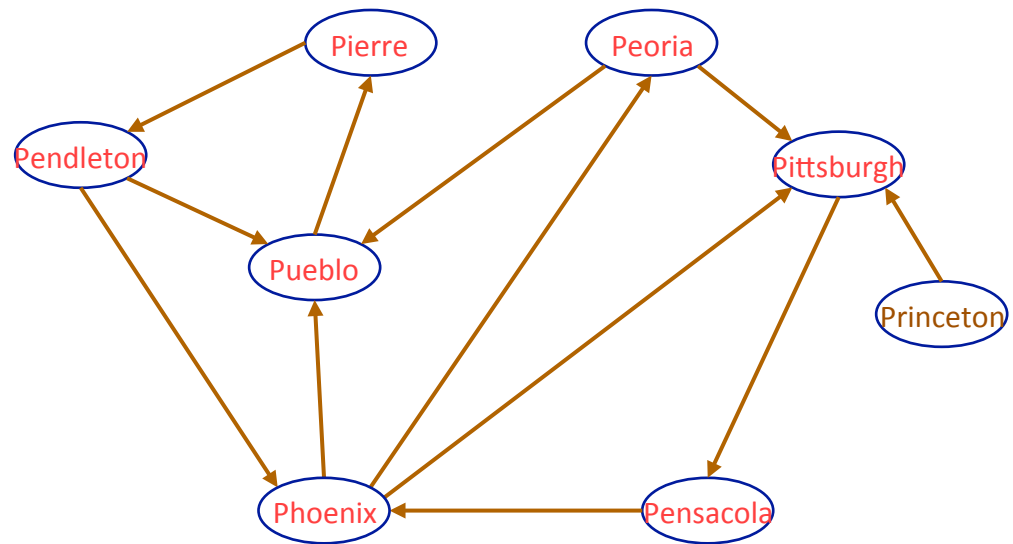 Pierre
Peoria
Pendleton
Pittsburgh
Pueblo
Princeton
Phoenix
Pensacola